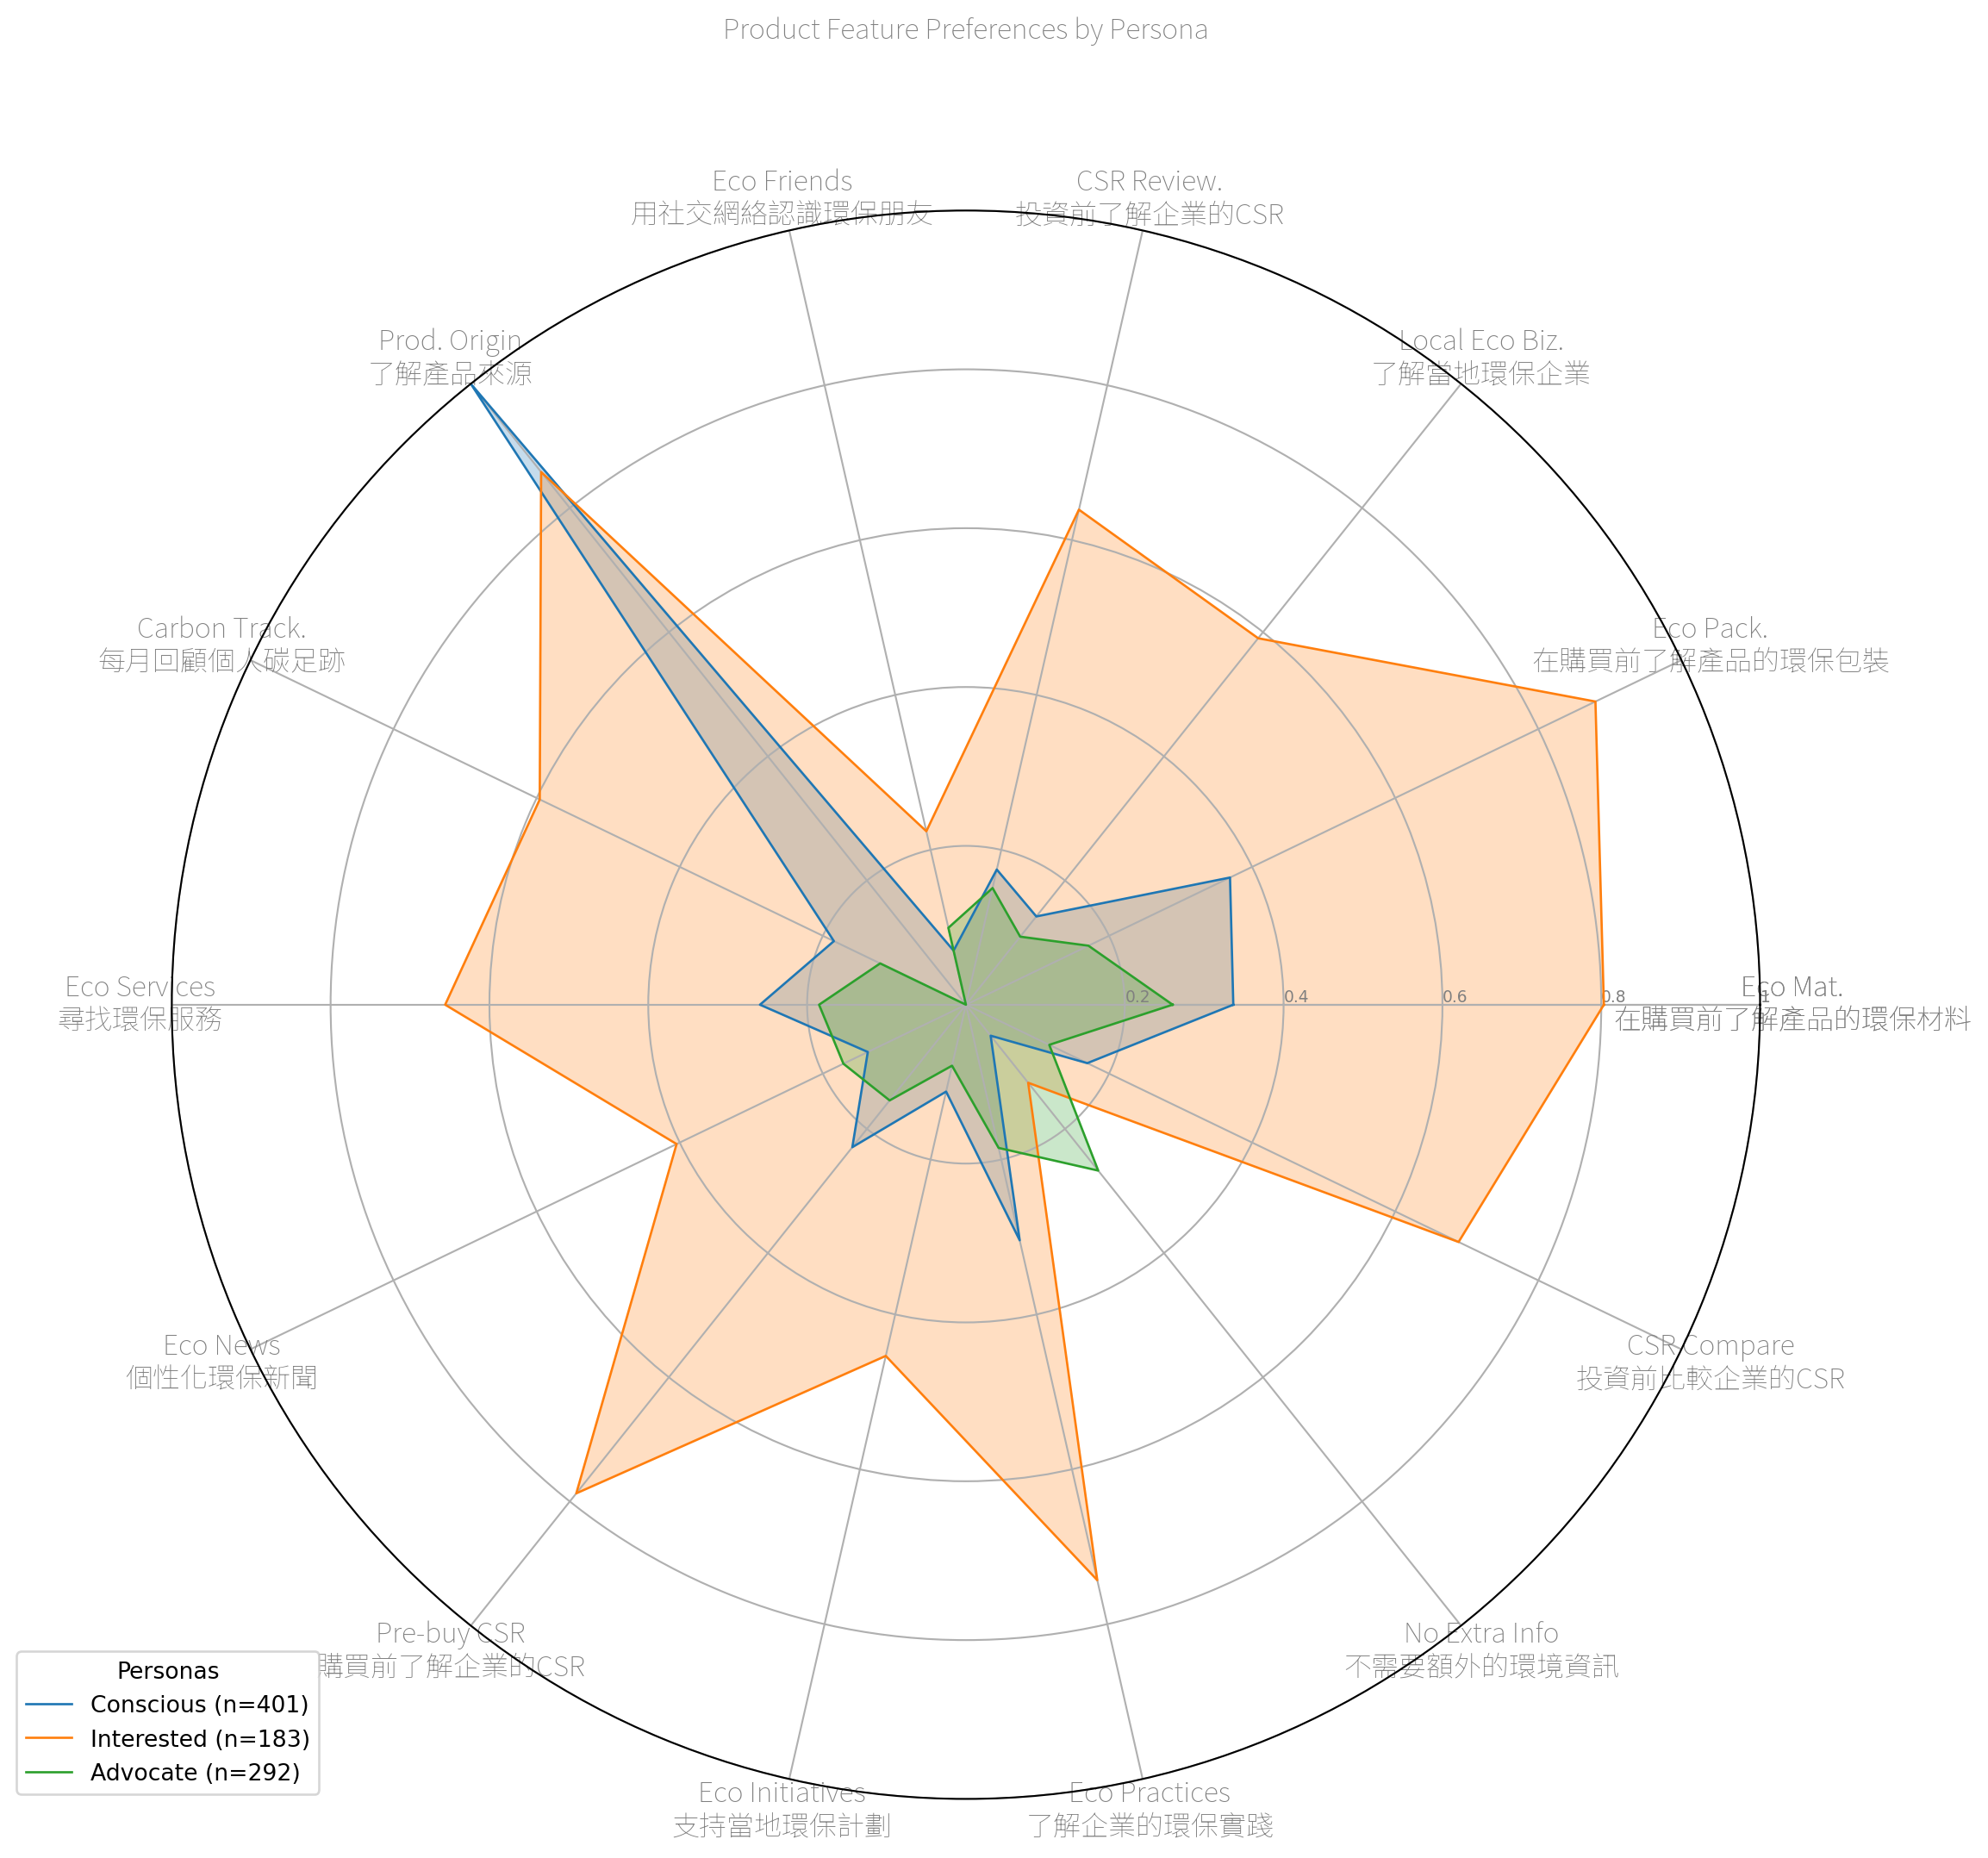 Product Feature Preferences by Persona
Eco Friends
用社交網絡認識環保朋友
CSR Review.
投資前了解企業的CSR
Prod. Origin
了解產品來源
Local Eco Biz.
了解當地環保企業
Carbon Track.
每月回顧個人碳足跡
Eco Pack.
在購買前了解產品的環保包裝
Eco Services
尋找環保服務
0.2
0.4
0.6
0.8
1
Eco Mat.
在購買前了解產品的環保材料
Eco News
個性化環保新聞
CSR Compare
投資前比較企業的CSR
Pre-buy CSR
購買前了解企業的CSR
No Extra Info
不需要額外的環境資訊
Personas
Conscious (n=401)
Interested (n=183)
Advocate (n=292)
Eco Initiatives
支持當地環保計劃
Eco Practices
了解企業的環保實踐